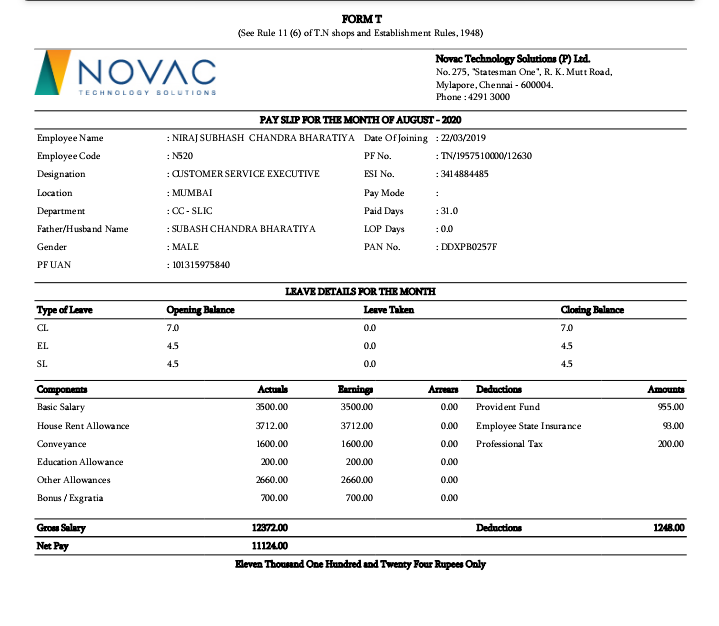 FORM T
(See Rule 11 (6) of T.N shops and Establishment Rules, 1948)
NOVAC
TECHNOLOGY SOLUTIONS
Novac Technology Solutions (P) Ltd.
No. 275, "Statesman One", R. K. Mutt Road,
Mylapore, Chennai - 600004.
Phone : 4291 3000
PAY SLIP FOR THE MONTH OF AUGUST - 2020
Employee Name : NIRAJ SUBHASH CHANDRA BHARATIYA Date Of Joining : 22/03/2019
Employee Code : N520 PF No. : TN/1957510000/12630
Designation : CUSTOMER SERVICE EXECUTIVE ESI No. : 3414884485
Location : MUMBAI Pay Mode :
Department : CC - SLIC Paid Days : 31.0
Father/Husband Name : SUBASH CHANDRA BHARATIYA LOP Days : 0.0
Gender : MALE PAN No. : DDXPB0257F
PF UAN : 101315975840
LEAVE DETAILS FOR THE MONTH
Type of Leave Opening Balance Leave Taken Closing Balance
CL 7.0 0.0 7.0
EL 4.5 0.0 4.5
SL 4.5 0.0 4.5
Components Actuals Earnings Arrears Deductions Amounts
Basic Salary 3500.00 3500.00 0.00 Provident Fund 955.00
House Rent Allowance 3712.00 3712.00 0.00 Employee State Insurance 93.00
Conveyance 1600.00 1600.00 0.00 Professional Tax 200.00
Education Allowance 200.00 200.00 0.00
Other Allowances 2660.00 2660.00 0.00
Bonus / Exgratia 700.00 700.00 0.00
Gross Salary 12372.00 Deductions 1248.00
Net Pay 11124.00
Eleven Thousand One Hundred and Twenty Four Rupees Only